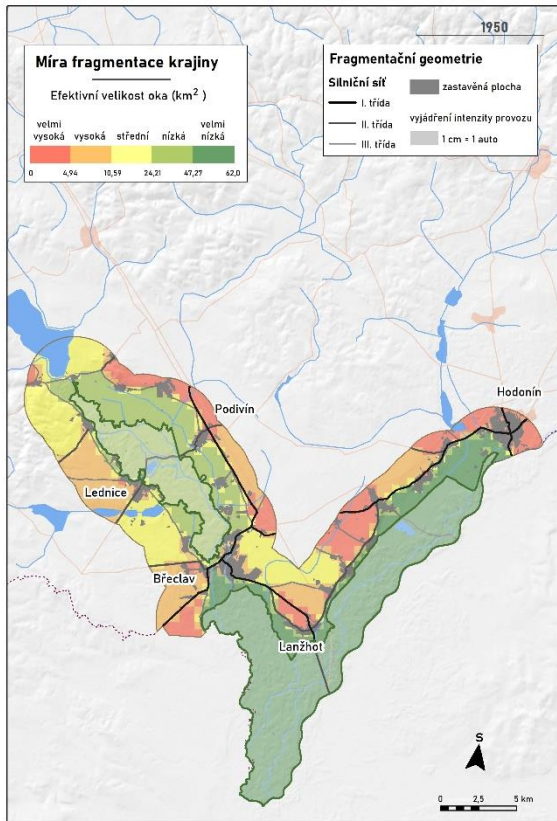 1950
Míra fragmentace krajiny
Efektivní velikost oka (km²)
velmi vysoká
vysoká
střední
nízká
velmi nízká
0 4,94 10,59 24,21 47,27 62,0
Fragmentační geometrie
Silniční síť
I. třída
II. třída
III. třída
zastavěná plocha
vyjádření intenzity provozu
1 cm = 1 auto
Hodonín
Podivín
Lednice
Břeclav
Lanžhot
S
0 2,5 5 km